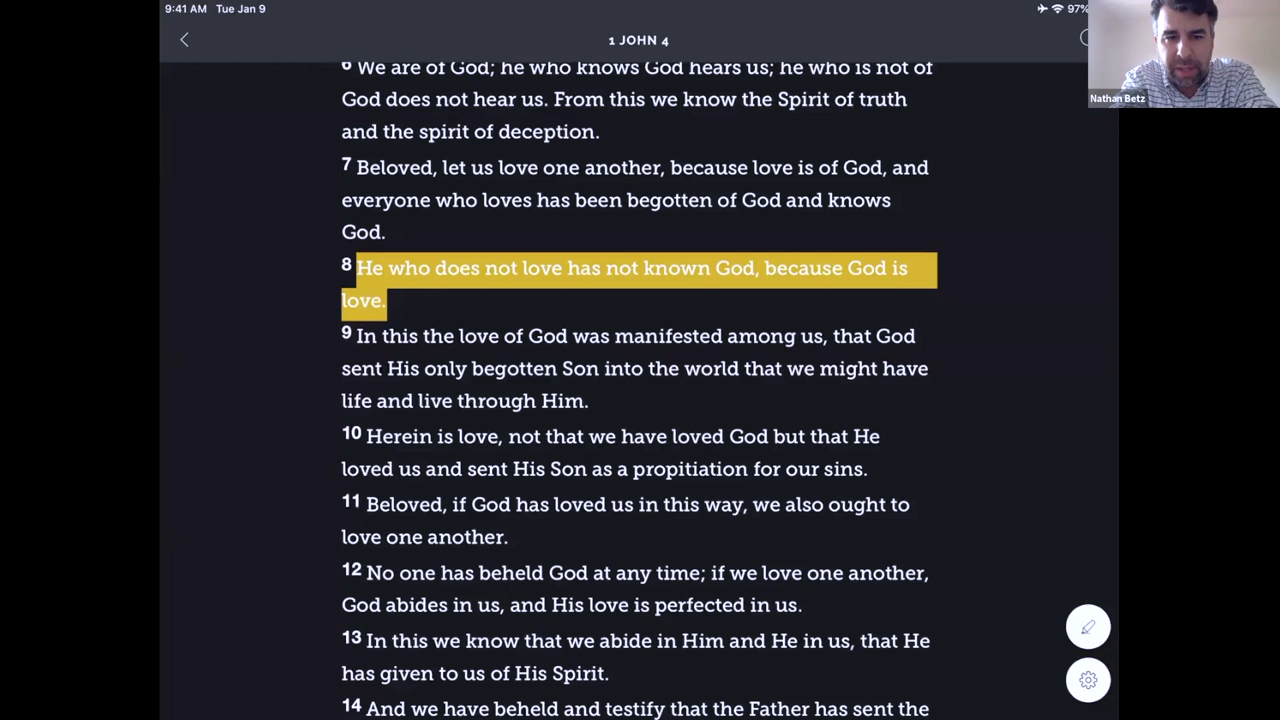 9:41 AM Tue Jan 9
97%
1 JOHN 4
6 We are of God; he who knows God hears us; he who is not of
God does not hear us. From this we know the Spirit of truth
and the spirit of deception.
7 Beloved, let us love one another, because love is of God, and
everyone who loves has been begotten of God and knows
God.
8 He who does not love has not known God, because God is
love.
9 In this the love of God was manifested among us, that God
sent His only begotten Son into the world that we might have
life and live through Him.
10 Herein is love, not that we have loved God but that He
loved us and sent His Son as a propitiation for our sins.
11 Beloved, if God has loved us in this way, we also ought to
love one another.
12 No one has beheld God at any time; if we love one another,
God abides in us, and His love is perfected in us.
13 In this we know that we abide in Him and He in us, that He
has given to us of His Spirit.
14 And we have beheld and testify that the Father has sent the
Nathan Betz